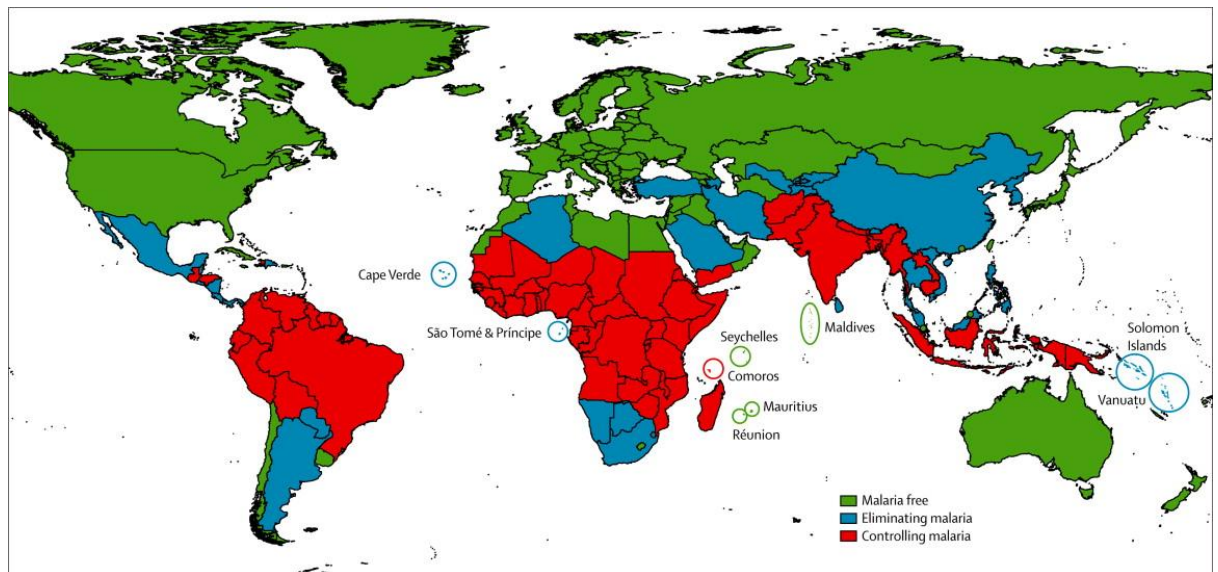 Cape Verde
São Tomé & Príncipe
Seychelles
Comoros
Mauritius
Réunion
Maldives
Solomon
Islands
Vanuatu
Malaria free
Eliminating malaria
Controlling malaria